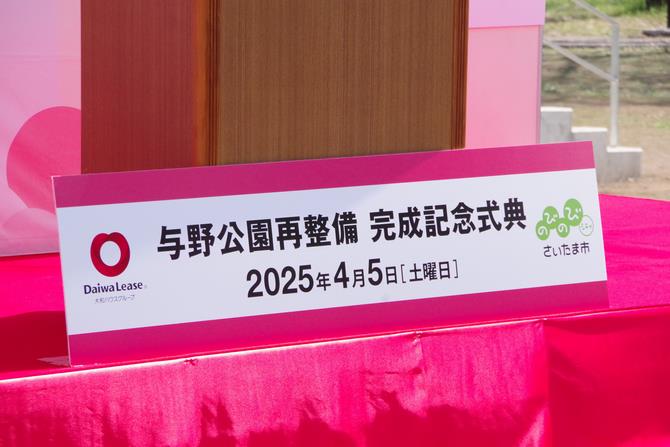 与野公園再整備 完成記念式典
2025年4月5日[土曜日]
Daiwa Lease®
大和ハウスグループ
のびのび
さいたま市